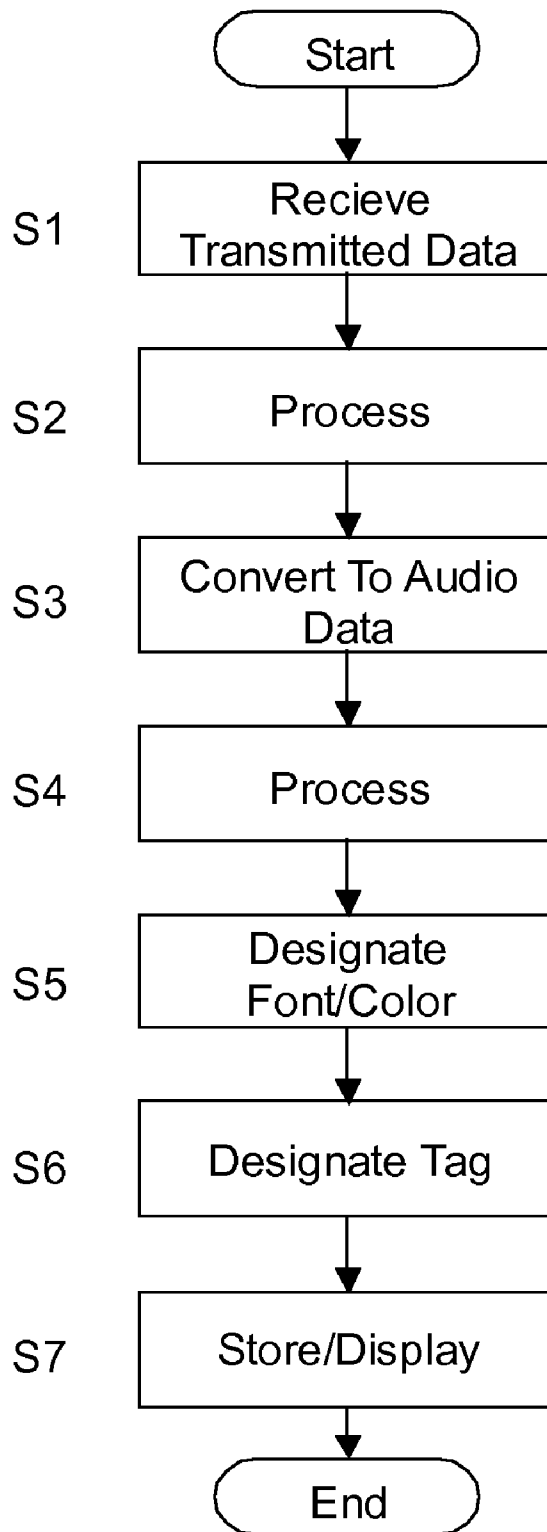 Start
S1
Recieve
Transmitted Data
S2
Process
S3
Convert To Audio
Data
S4
Process
S5
Designate
Font/Color
S6
Designate Tag
S7
Store/Display
End